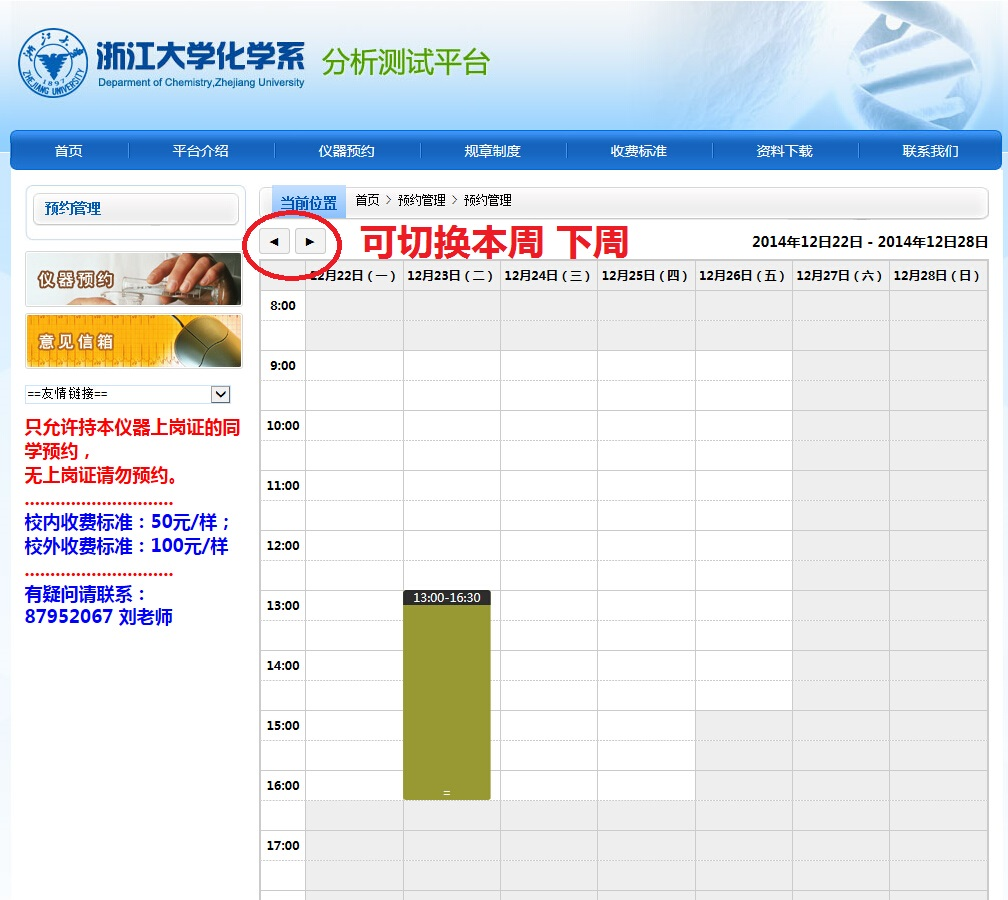 浙江大学化学系
Deparment of Chemistry,Zhejiang University
分析测试平台
浙江大学
1897
ZHEJIANG UNIVERSITY
首页 平台介绍 仪器预约 规章制度 收费标准 资料下载 联系我们
预约管理
仪器预约
意见信箱
==友情链接==
只允许持本仪器上岗证的同
学预约，
无上岗证请勿预约。
............................
校内收费标准：50元/样；
校外收费标准：100元/样
............................
有疑问请联系：
87952067 刘老师
当前位置 首页 > 预约管理 > 预约管理
◄ ► 可切换本周 下周
2014年12月22日 - 2014年12月28日
12月22日 ( 一 ) 12月23日 ( 二 ) 12月24日 ( 三 ) 12月25日 ( 四 ) 12月26日 ( 五 ) 12月27日 ( 六 ) 12月28日 ( 日 )
8:00
9:00
10:00
11:00
12:00
13:00-16:30
13:00
14:00
15:00
16:00
=
17:00